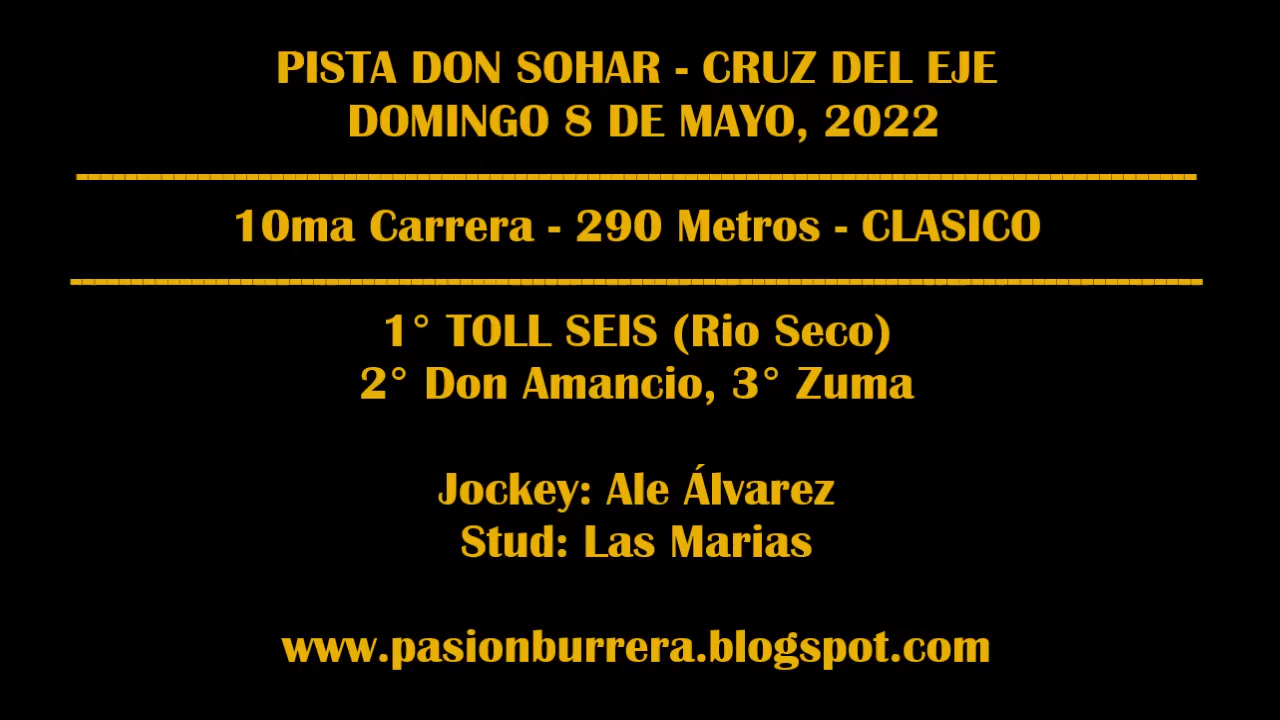 PISTA DON SOHAR - CRUZ DEL EJE
DOMINGO 8 DE MAYO, 2022
10ma Carrera - 290 Metros - CLASICO
1° TOLL SEIS (Rio Seco)
2° Don Amancio, 3° Zuma
Jockey: Ale Álvarez
Stud: Las Marias
www.pasionburrera.blogspot.com